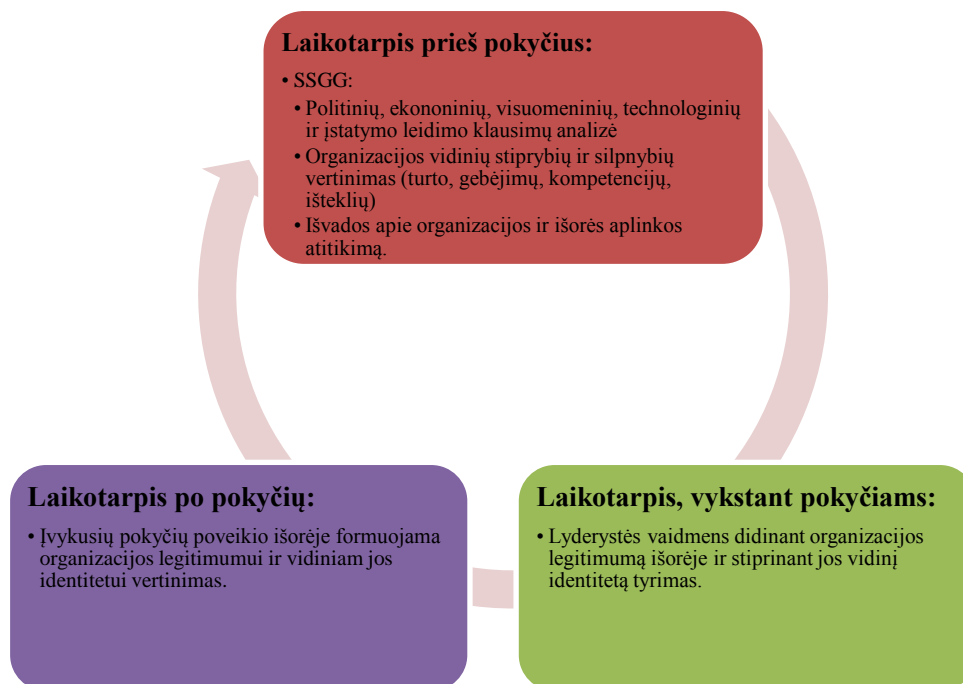 Laikotarpis prieš pokyčius:
• SSGG:
• Politinių, ekononinių, visuomeninių, technologinių
ir įstatymo leidimo klausimų analizė
• Organizacijos vidinių stiprybių ir silpnybių
vertinimas (turto, gebėjimų, kompetencijų,
išteklių)
• Išvados apie organizacijos ir išorės aplinkos
atitikimą.
Laikotarpis, vykstant pokyčiams:
• Lyderystės vaidmens didinant organizacijos
legitimumą išorėje ir stiprinant jos vidinį
identitetą tyrimas.
Laikotarpis po pokyčių:
• Įvykusių pokyčių poveikio išorėje formuojama
organizacijos legitimumui ir vidiniam jos
identitetui vertinimas.